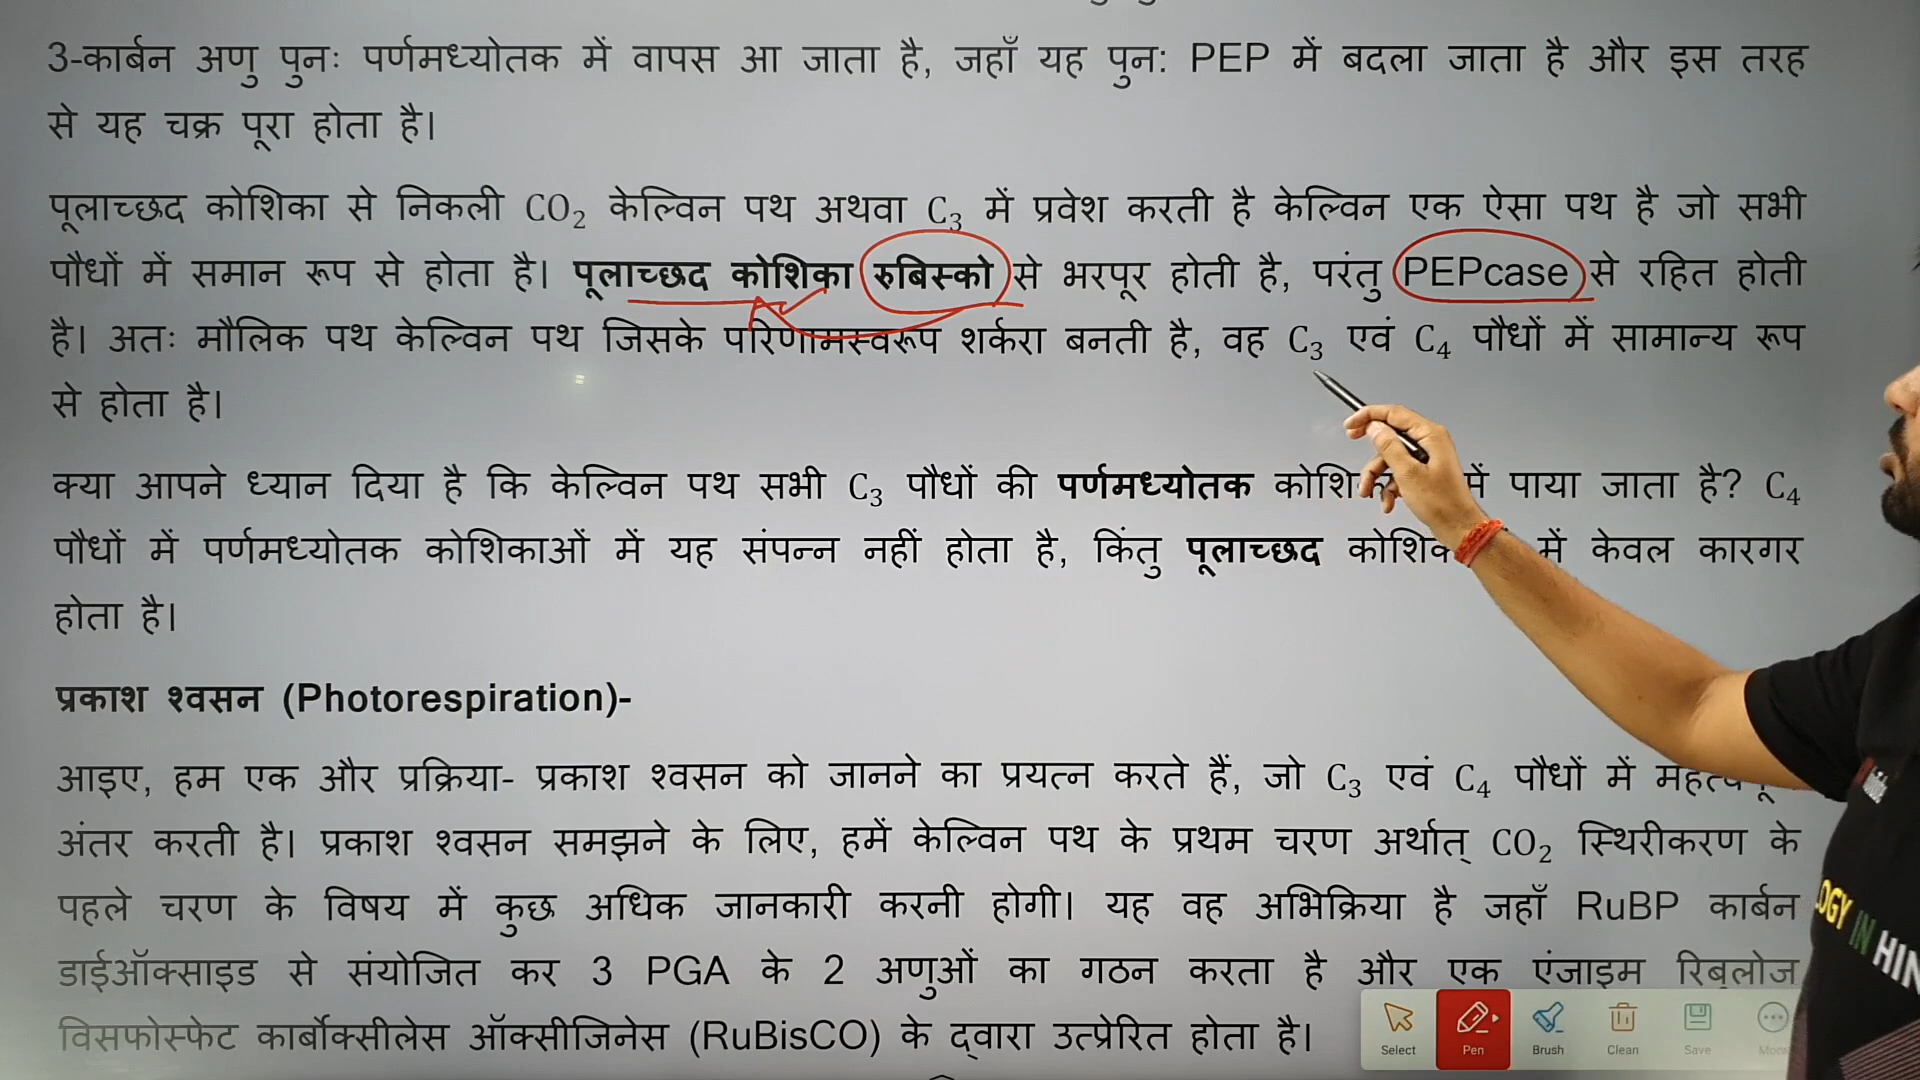 3-कार्बन अणु पुनः पर्णमध्योतक में वापस आ जाता है, जहाँ यह पुन: PEP में बदला जाता है और इस तरह
से यह चक्र पूरा होता है।
पूलाच्छद कोशिका से निकली CO₂ केल्विन पथ अथवा C₃ में प्रवेश करती है केल्विन एक ऐसा पथ है जो सभी
पौधों में समान रूप से होता है। पूलाच्छद कोशिका रुबिस्को से भरपूर होती है, परंतु PEPcase से रहित होती
है। अतः मौलिक पथ केल्विन पथ जिसके परिणामस्वरूप शर्करा बनती है, वह C₃ एवं C₄ पौधों में सामान्य रूप
से होता है।
क्या आपने ध्यान दिया है कि केल्विन पथ सभी C₃ पौधों की पर्णमध्योतक में पाया जाता है? C₄
पौधों में पर्णमध्योतक कोशिकाओं में यह संपन्न नहीं होता है, किंतु पूलाच्छद में केवल कारगर
होता है।
प्रकाश श्वसन (Photorespiration)-
आइए, हम एक और प्रक्रिया- प्रकाश श्वसन को जानने का प्रयत्न करते हैं, जो C₃ एवं C₄ पौधों में
अंतर करती है। प्रकाश श्वसन समझने के लिए, हमें केल्विन पथ के प्रथम चरण अर्थात् CO₂ स्थिरीकरण के
पहले चरण के विषय में कुछ अधिक जानकारी करनी होगी। यह वह अभिक्रिया है जहाँ RuBP कार्बन
डाईऑक्साइड से संयोजित कर 3 PGA के 2 अणुओं का गठन करता है और एक एंजाइम रिबुलोज
विसफोस्फेट कार्बोक्सीलेस ऑक्सीजिनेस (RuBisCO) के द्वारा उत्प्रेरित होता है।
Select Pen Brush Clean Save
OGY IN HIN